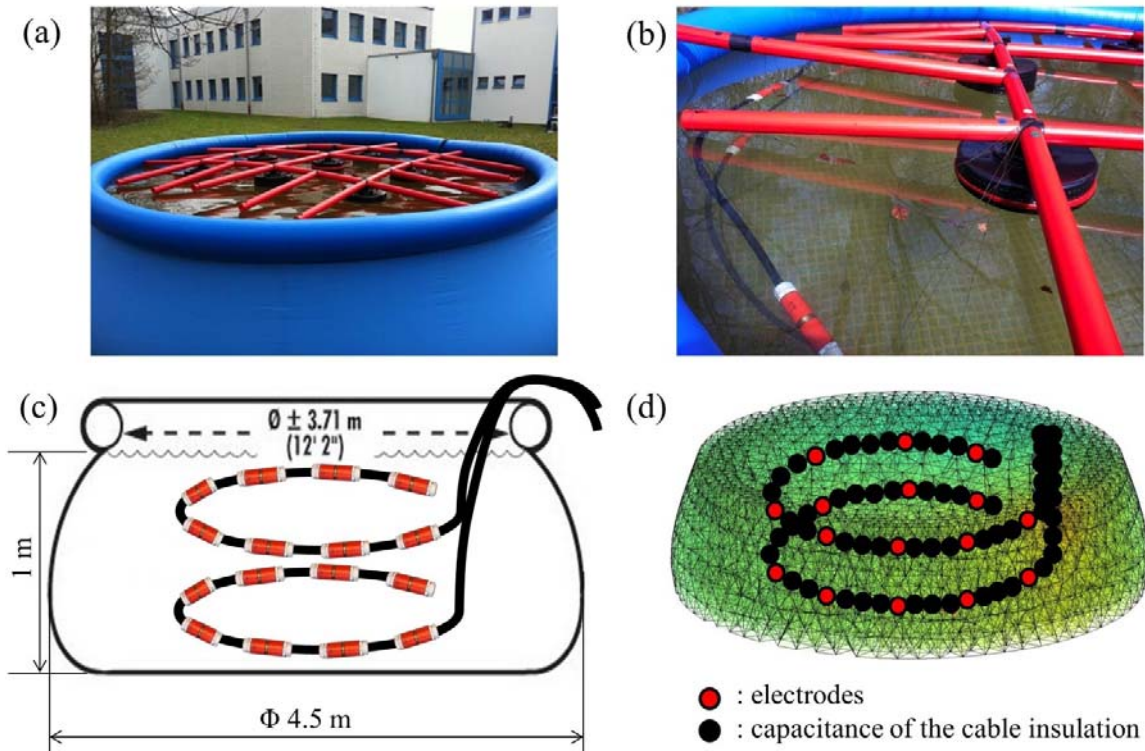 (a)
(b)
(c)
Ø ± 3.71 m
(12' 2")
1 m
Φ 4.5 m
(d)
: electrodes
: capacitance of the cable insulation